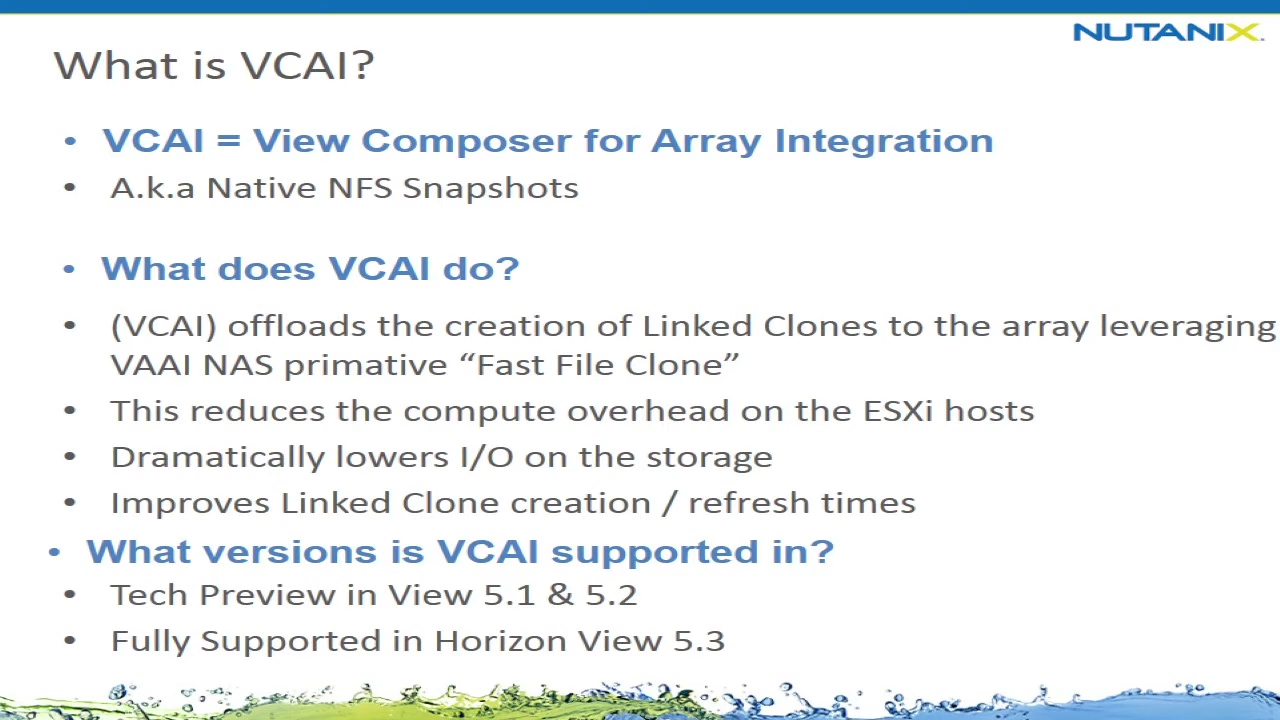 NUTANIX
What is VCAI?
• VCAI = View Composer for Array Integration
• A.k.a Native NFS Snapshots
• What does VCAI do?
• (VCAI) offloads the creation of Linked Clones to the array leveraging
VAAI NAS primative “Fast File Clone”
• This reduces the compute overhead on the ESXi hosts
• Dramatically lowers I/O on the storage
• Improves Linked Clone creation / refresh times
• What versions is VCAI supported in?
• Tech Preview in View 5.1 & 5.2
• Fully Supported in Horizon View 5.3